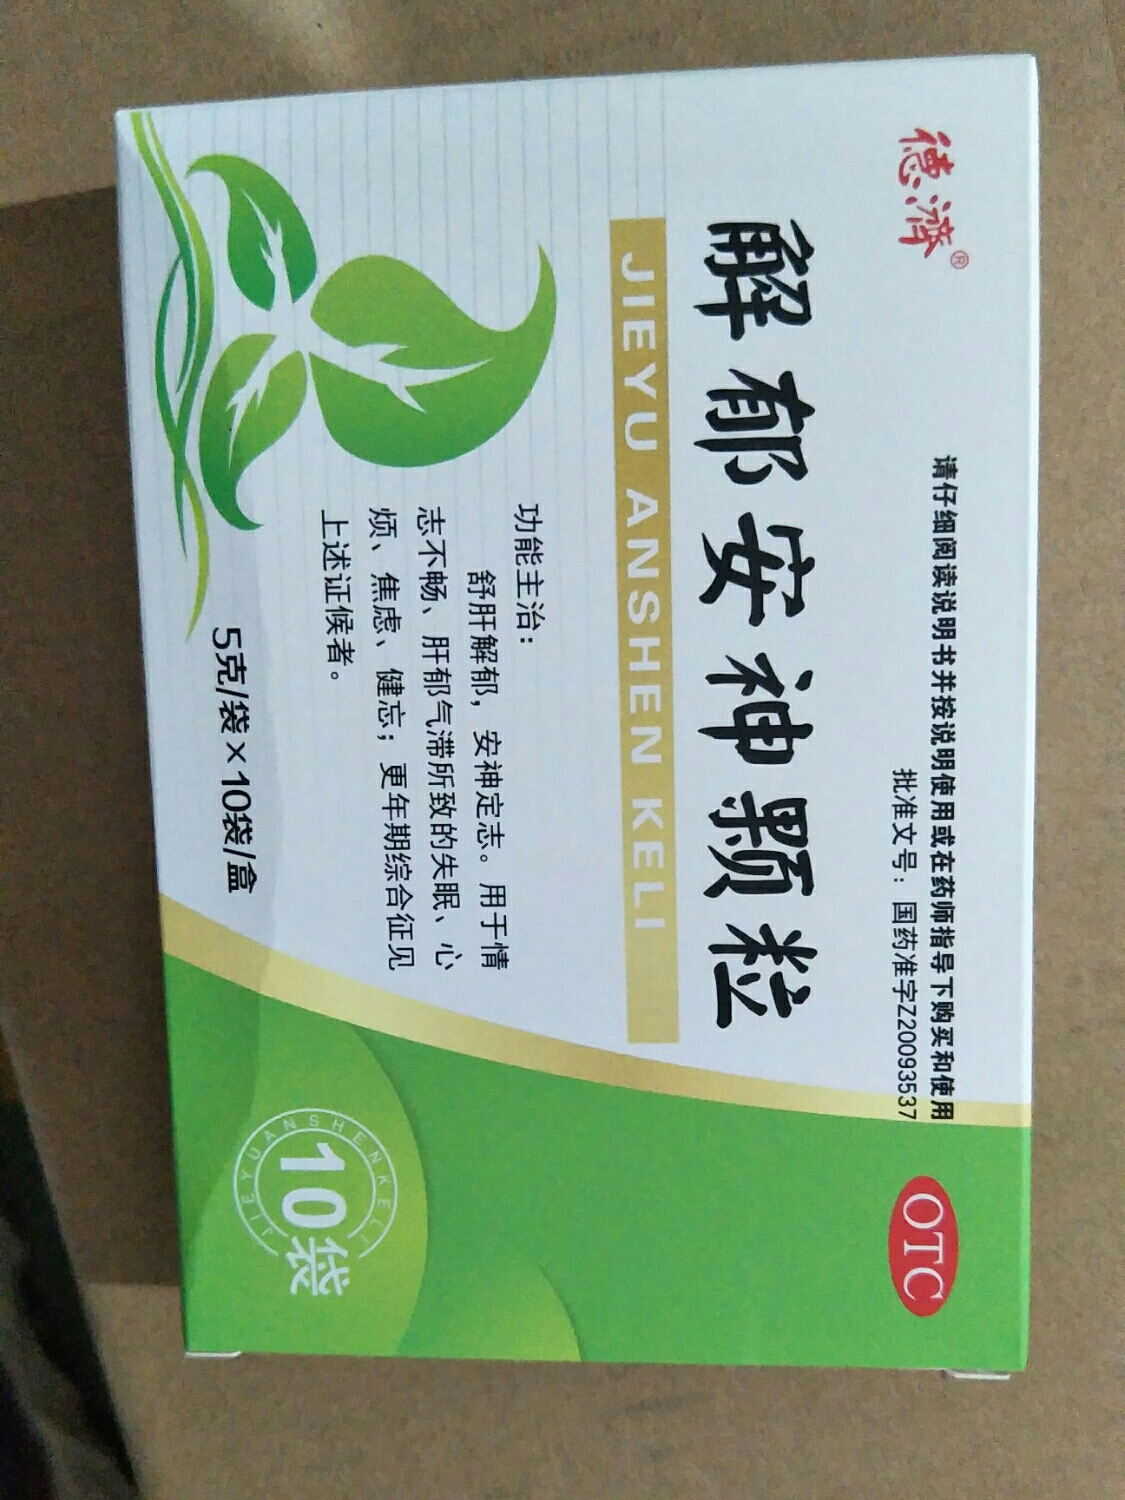 德济®
请仔细阅读说明书并按说明使用或在药师指导下购买和使用
批准文号：国药准字Z20093537
OTC
解郁安神颗粒
JIEYU ANSHEN KELI
功能主治：
舒肝解郁，安神定志。用于情
志不畅、肝郁气滞所致的失眠、心
烦、焦虑、健忘；更年期综合征见
上述证候者。
5克/袋×10袋/盒
JIEYUANSHENKELI
10袋